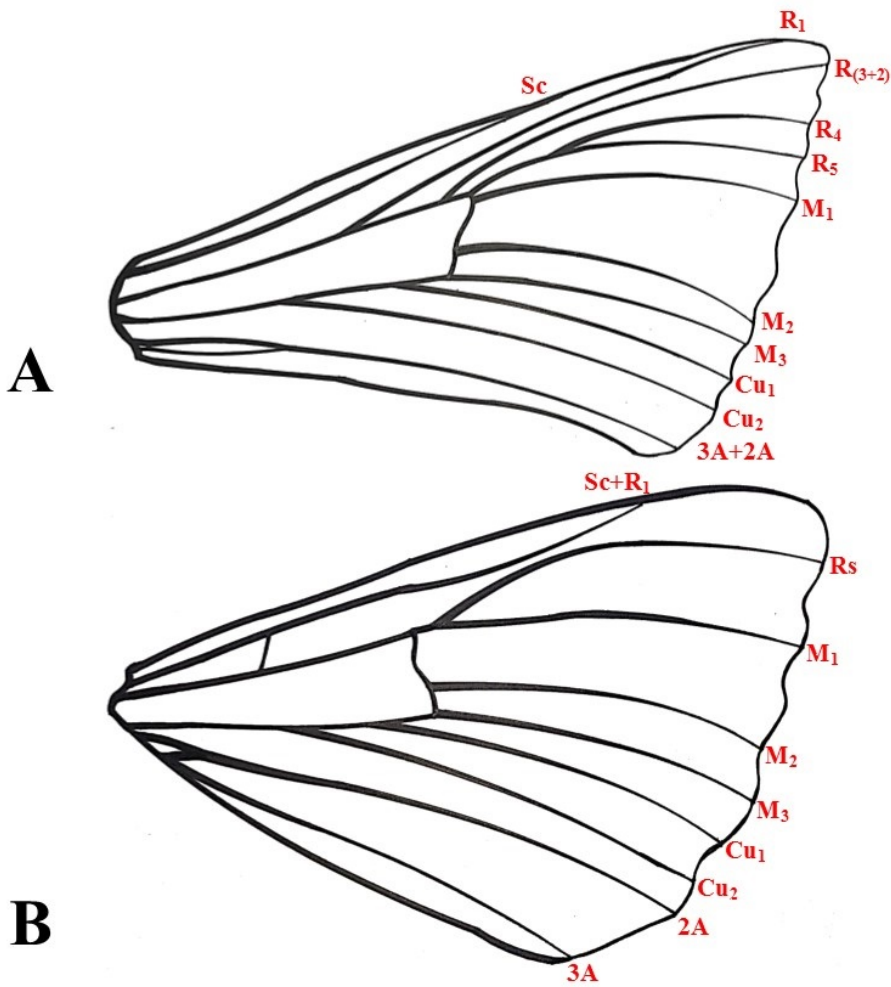 R₁
R₍₃₊₂₎
Sc
R₄
R₅
M₁
M₂
A
M₃
Cu₁
Cu₂
3A+2A
Sc+R₁
Rs
M₁
M₂
M₃
Cu₁
Cu₂
B
2A
3A